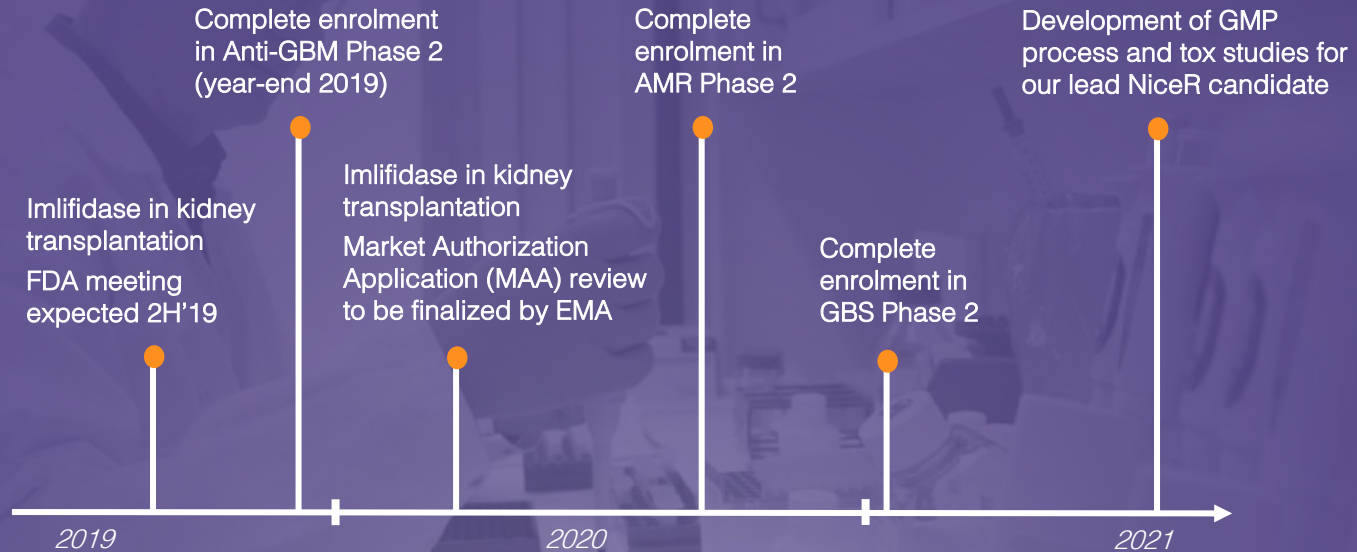 Complete enrolment
in Anti-GBM Phase 2
(year-end 2019)
Complete
enrolment in
AMR Phase 2
Development of GMP
process and tox studies for
our lead NiceR candidate
Imlifidase in kidney
transplantation
FDA meeting
expected 2H'19
Imlifidase in kidney
transplantation
Market Authorization
Application (MAA) review
to be finalized by EMA
Complete
enrolment in
GBS Phase 2
2019
2020
2021